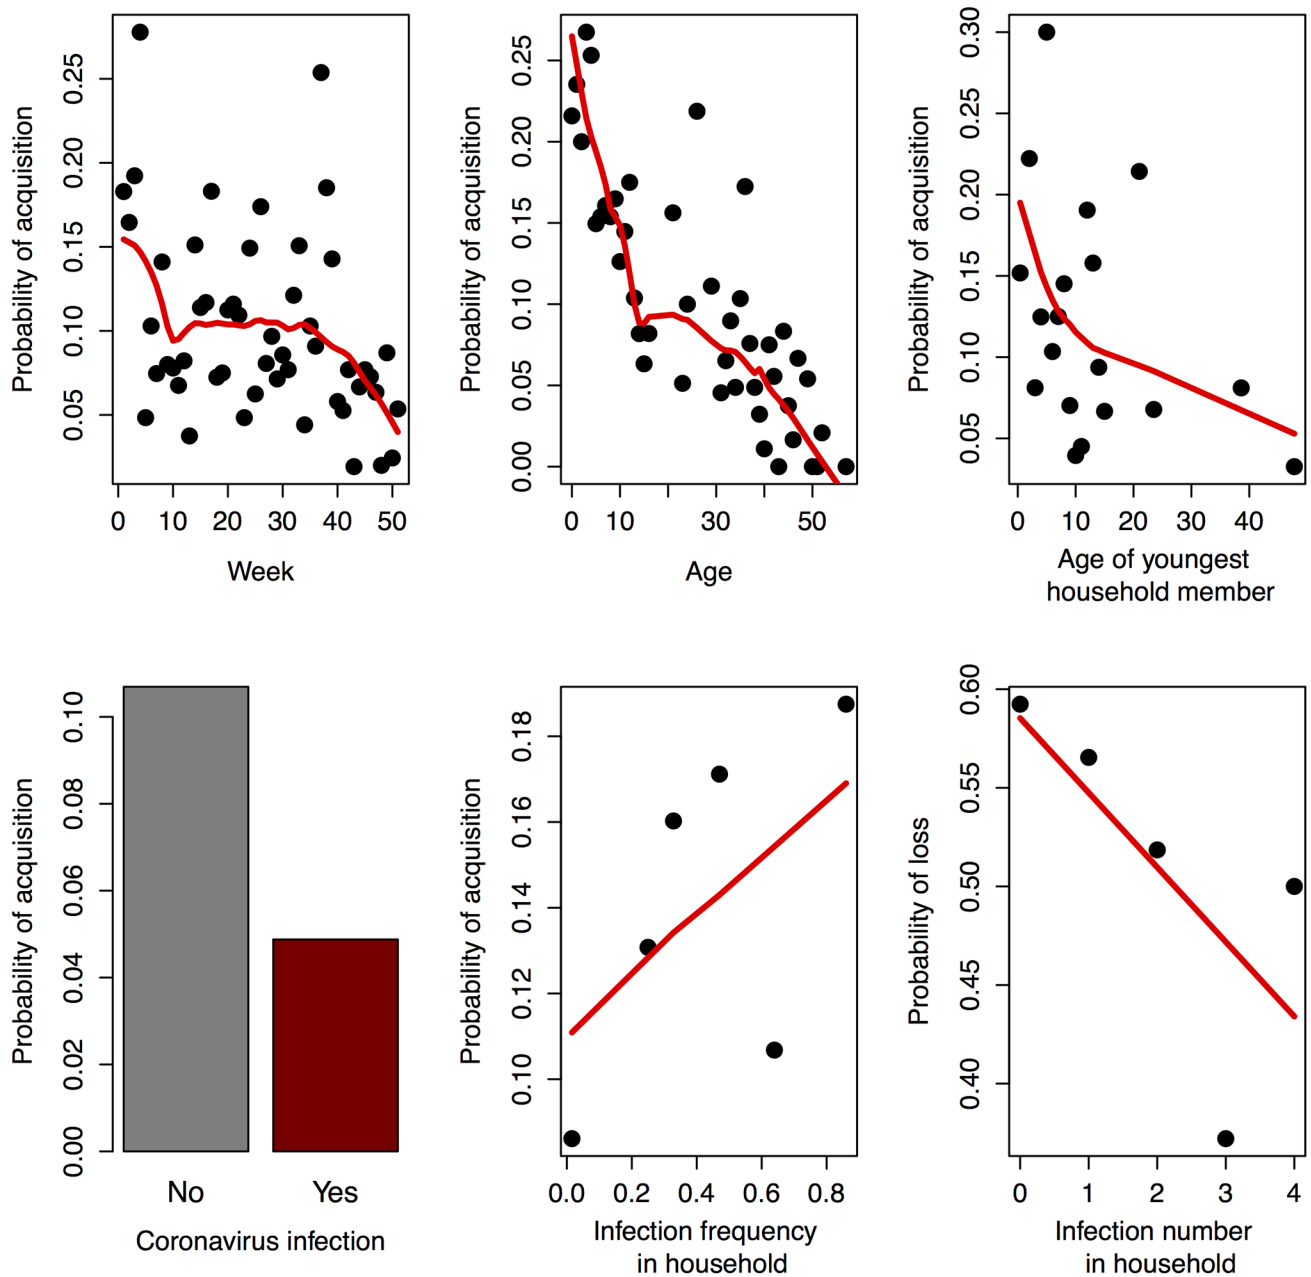 Probability of acquisition
0.05 0.10 0.15 0.20 0.25
0 10 20 30 40 50
Week
Probability of acquisition
0.00 0.05 0.10 0.15 0.20 0.25
0 10 30 50
Age
Probability of acquisition
0.05 0.10 0.15 0.20 0.25 0.30
0 10 20 30 40
Age of youngest
household member
Probability of acquisition
0.00 0.02 0.04 0.06 0.08 0.10
No Yes
Coronavirus infection
Probability of acquisition
0.10 0.12 0.14 0.16 0.18
0.0 0.2 0.4 0.6 0.8
Infection frequency
in household
Probability of loss
0.40 0.45 0.50 0.55 0.60
0 1 2 3 4
Infection number
in household